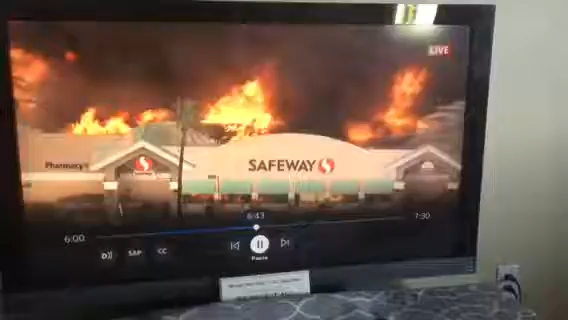 LIVE
Pharmacy
SAFEWAY
6:43
6:00
7:30
D))
SAP
CC
Pause